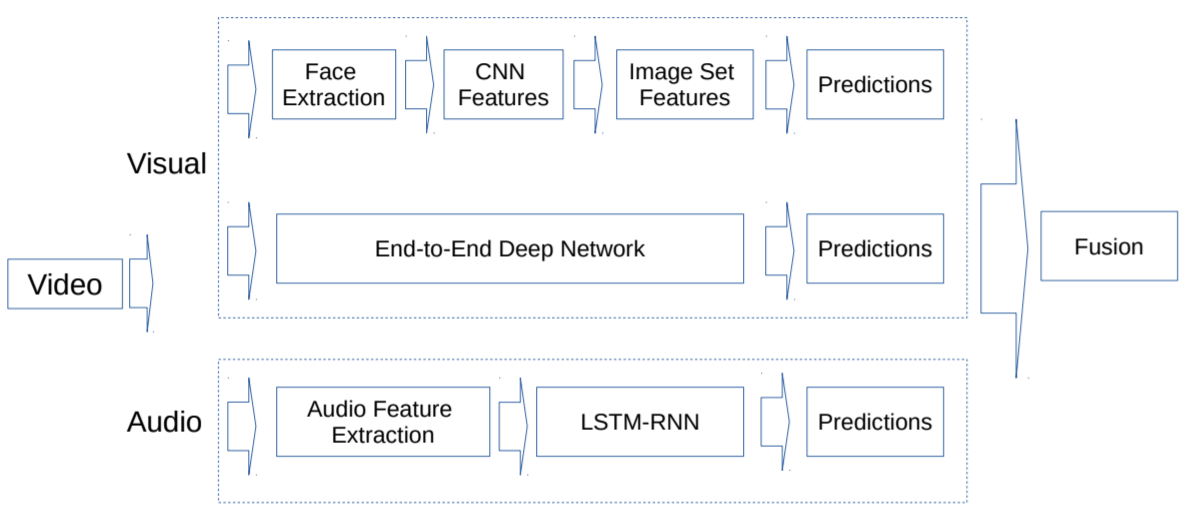 Face
Extraction
CNN
Features
Image Set
Features
Predictions
Visual
End-to-End Deep Network
Predictions
Video
Fusion
Audio
Audio Feature
Extraction
LSTM-RNN
Predictions